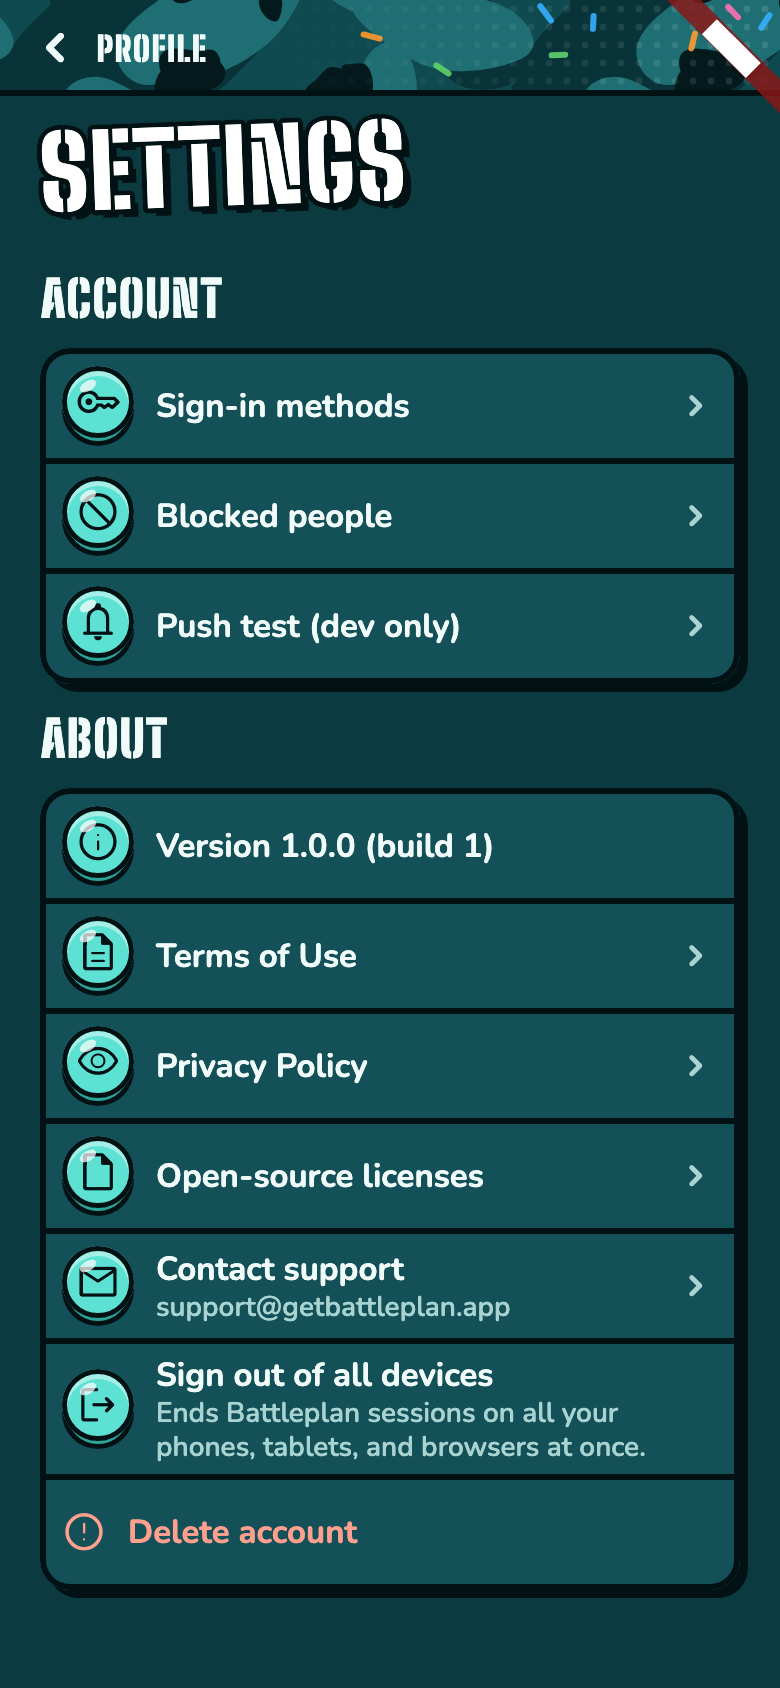 PROFILE
SETTINGS
ACCOUNT
Sign-in methods
Blocked people
Push test (dev only)
ABOUT
Version 1.0.0 (build 1)
Terms of Use
Privacy Policy
Open-source licenses
Contact support
support@getbattleplan.app
Sign out of all devices
Ends Battleplan sessions on all your
phones, tablets, and browsers at once.
Delete account